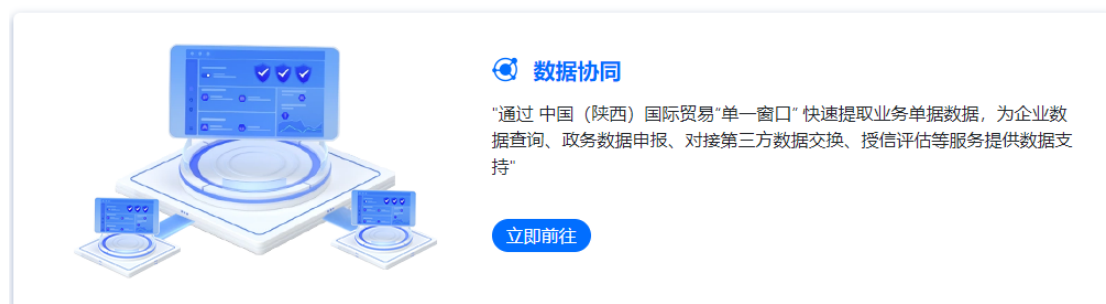 数据协同
"通过 中国（陕西）国际贸易“单一窗口” 快速提取业务单据数据，为企业数
据查询、政务数据申报、对接第三方数据交换、授信评估等服务提供数据支
持"
立即前往